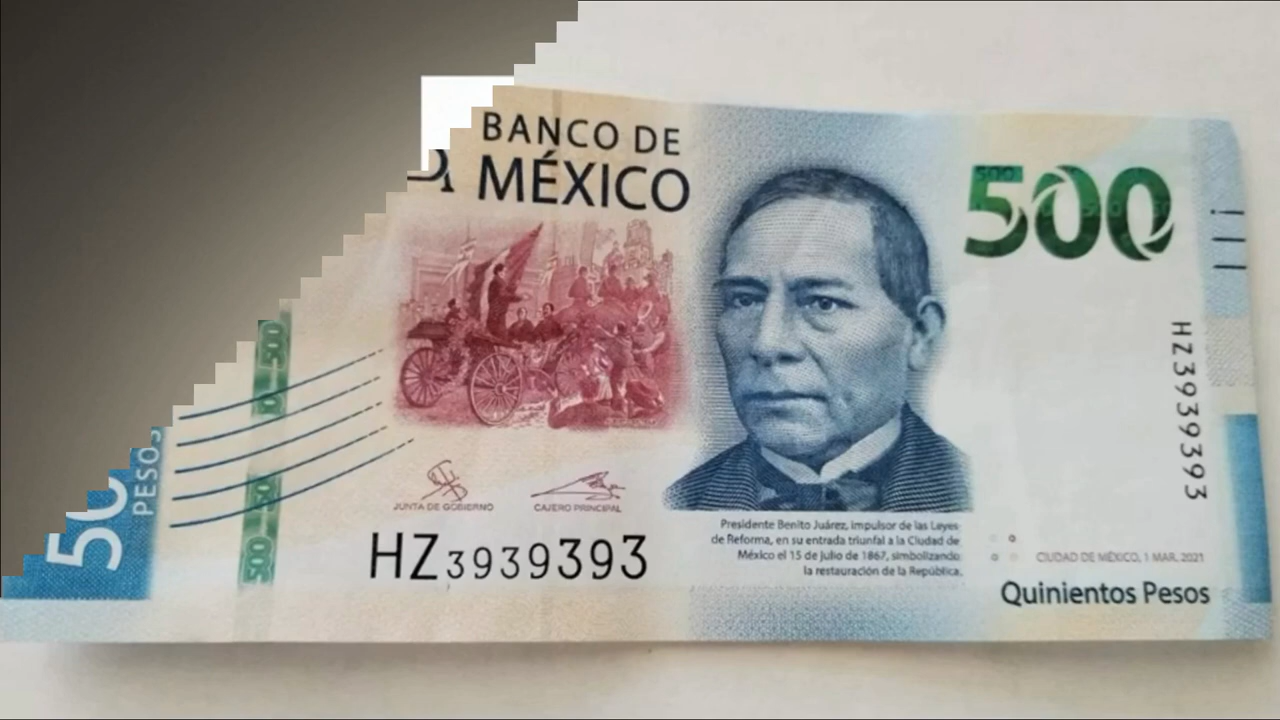 BANCO DE
MÉXICO
500
HZ3939393
500
500
PESOS
JUNTA DE GOBIERNO
CAJERO PRINCIPAL
HZ3939393
Presidente Benito Juárez, impulsor de las Leyes
de Reforma, en su entrada triunfal a la Ciudad de
México el 15 de julio de 1867, simbolizando
la restauración de la República.
CIUDAD DE MÉXICO, 1 MAR. 2021
Quinientos Pesos